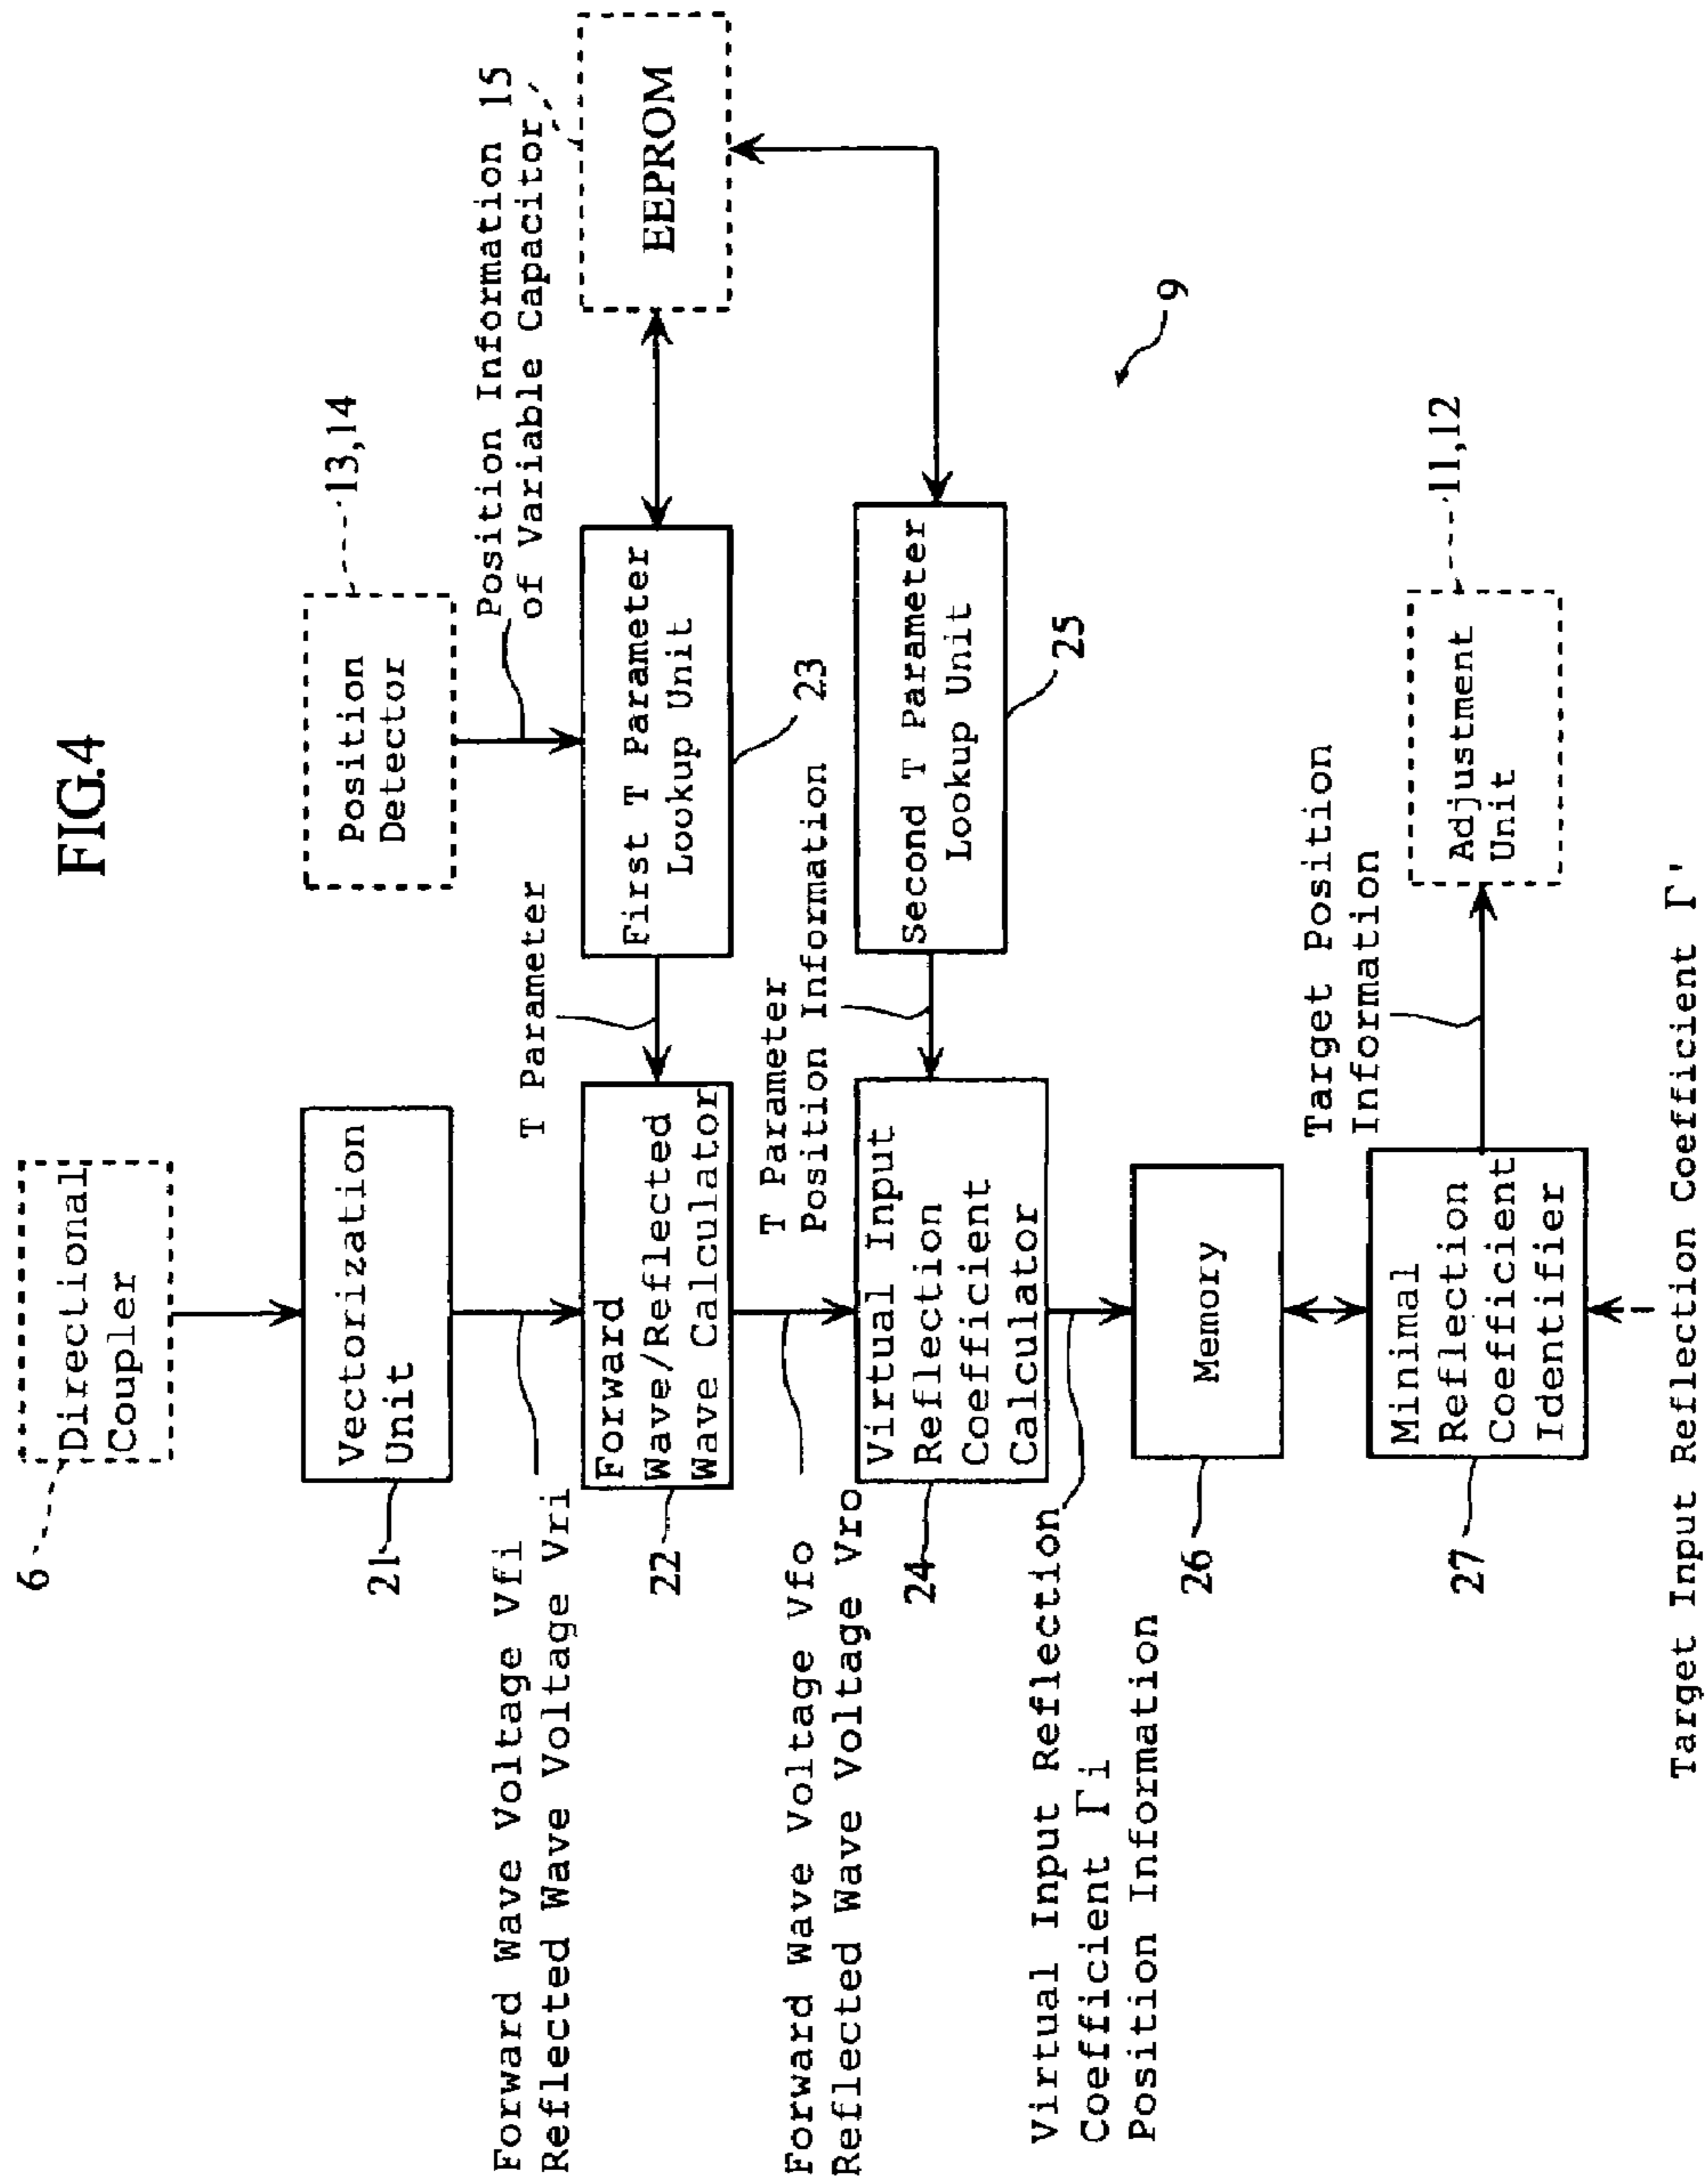 FIG.4
6
Directional
Coupler
21
Vectorization
Unit
Forward Wave Voltage Vfi
Reflected Wave Voltage Vri
Position
Detector
13,14
Position Information
of Variable Capacitor
15
EEPROM
T Parameter
22
Forward
Wave/Reflected
Wave Calculator
First T Parameter
Lookup Unit
23
Forward Wave Voltage Vfo
Reflected Wave Voltage Vro
T Parameter
Position Information
24
Virtual Input
Reflection
Coefficient
Calculator
Second T Parameter
Lookup Unit
25
Virtual Input Reflection
Coefficient Γi
Position Information
26
Memory
9
27
Minimal
Reflection
Coefficient
Identifier
Target Position
Information
Adjustment
Unit
11,12
Target Input Reflection Coefficient Γ'